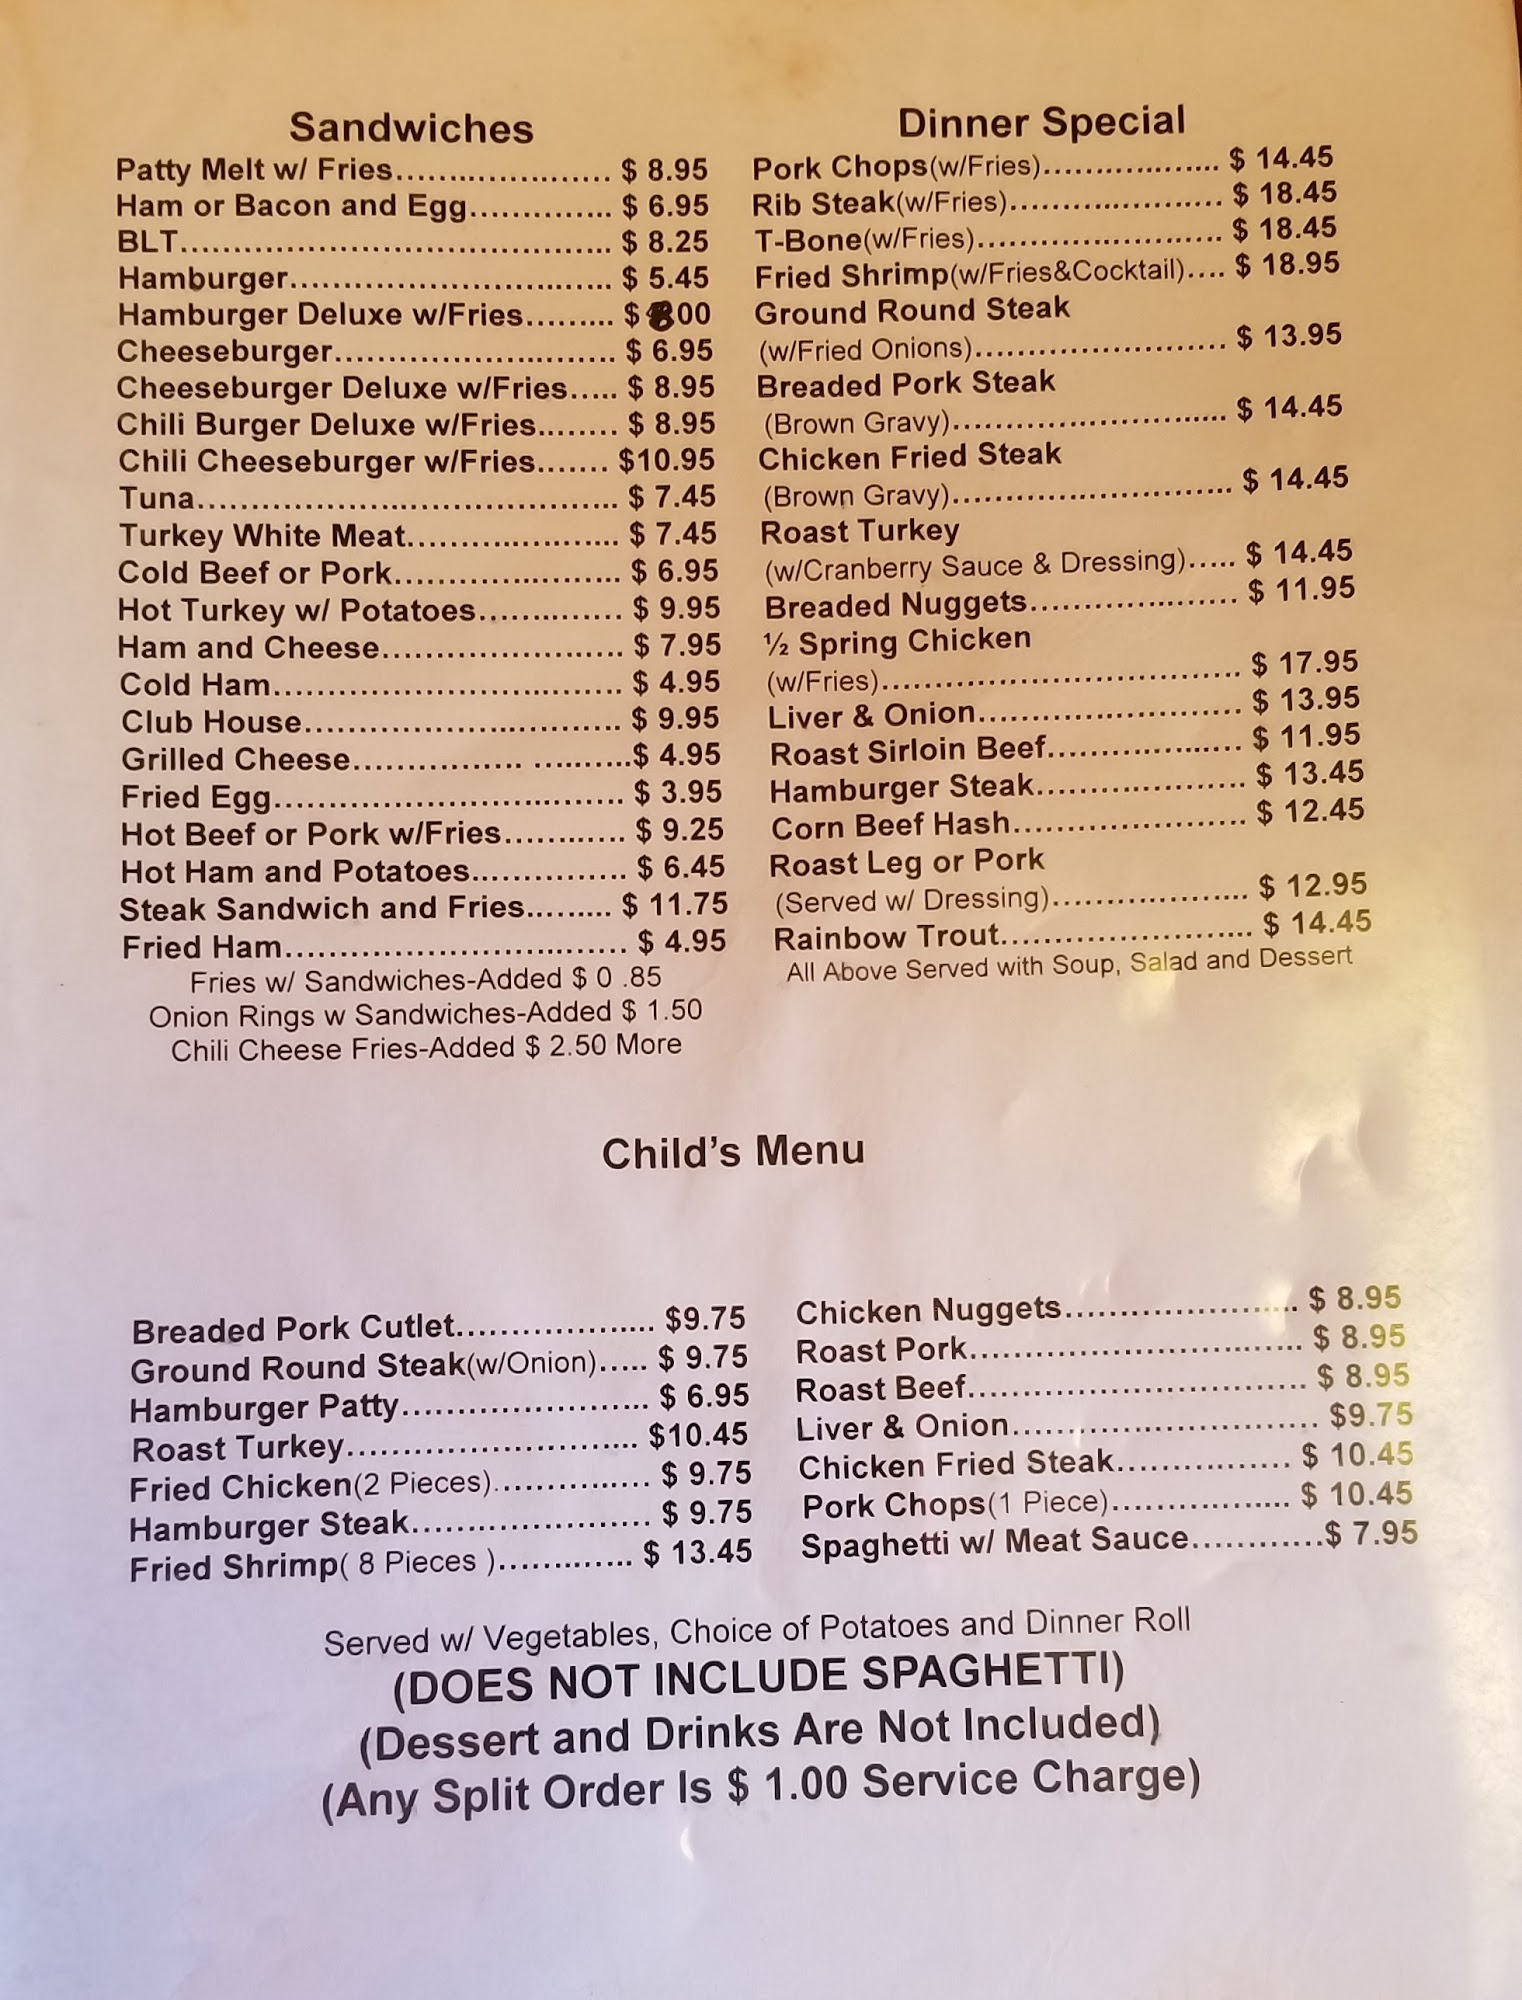 Sandwiches
Patty Melt w/ Fries...................... $ 8.95
Ham or Bacon and Egg.............. $ 6.95
BLT....................................... $ 8.25
Hamburger.............................. $ 5.45
Hamburger Deluxe w/Fries......... $ 8.00
Cheeseburger.......................... $ 6.95
Cheeseburger Deluxe w/Fries..... $ 8.95
Chili Burger Deluxe w/Fries........ $ 8.95
Chili Cheeseburger w/Fries....... $10.95
Tuna...................................... $ 7.45
Turkey White Meat..................... $ 7.45
Cold Beef or Pork...................... $ 6.95
Hot Turkey w/ Potatoes.............. $ 9.95
Ham and Cheese....................... $ 7.95
Cold Ham................................. $ 4.95
Club House.............................. $ 9.95
Grilled Cheese................ ..........$ 4.95
Fried Egg................................. $ 3.95
Hot Beef or Pork w/Fries............ $ 9.25
Hot Ham and Potatoes............... $ 6.45
Steak Sandwich and Fries......... $ 11.75
Fried Ham................................ $ 4.95
Fries w/ Sandwiches-Added $ 0 .85
Onion Rings w Sandwiches-Added $ 1.50
Chili Cheese Fries-Added $ 2.50 More
Dinner Special
Pork Chops(w/Fries).................. $ 14.45
Rib Steak(w/Fries)...................... $ 18.45
T-Bone(w/Fries)......................... $ 18.45
Fried Shrimp(w/Fries&Cocktail).... $ 18.95
Ground Round Steak
(w/Fried Onions)......................... $ 13.95
Breaded Pork Steak
(Brown Gravy)........................... $ 14.45
Chicken Fried Steak
(Brown Gravy)............................ $ 14.45
Roast Turkey
(w/Cranberry Sauce & Dressing)..... $ 14.45
Breaded Nuggets..................... $ 11.95
½ Spring Chicken
(w/Fries)................................... $ 17.95
Liver & Onion.......................... $ 13.95
Roast Sirloin Beef................... $ 11.95
Hamburger Steak..................... $ 13.45
Corn Beef Hash....................... $ 12.45
Roast Leg or Pork
(Served w/ Dressing).................... $ 12.95
Rainbow Trout......................... $ 14.45
All Above Served with Soup, Salad and Dessert
Child's Menu
Breaded Pork Cutlet.................... $9.75
Ground Round Steak(w/Onion)..... $ 9.75
Hamburger Patty........................ $ 6.95
Roast Turkey............................. $10.45
Fried Chicken(2 Pieces)............... $ 9.75
Hamburger Steak....................... $ 9.75
Fried Shrimp( 8 Pieces )............. $ 13.45
Chicken Nuggets....................... $ 8.95
Roast Pork................................ $ 8.95
Roast Beef................................. $ 8.95
Liver & Onion.............................. $9.75
Chicken Fried Steak................ $ 10.45
Pork Chops(1 Piece)................. $ 10.45
Spaghetti w/ Meat Sauce............$ 7.95
Served w/ Vegetables, Choice of Potatoes and Dinner Roll
(DOES NOT INCLUDE SPAGHETTI)
(Dessert and Drinks Are Not Included)
(Any Split Order Is $ 1.00 Service Charge)